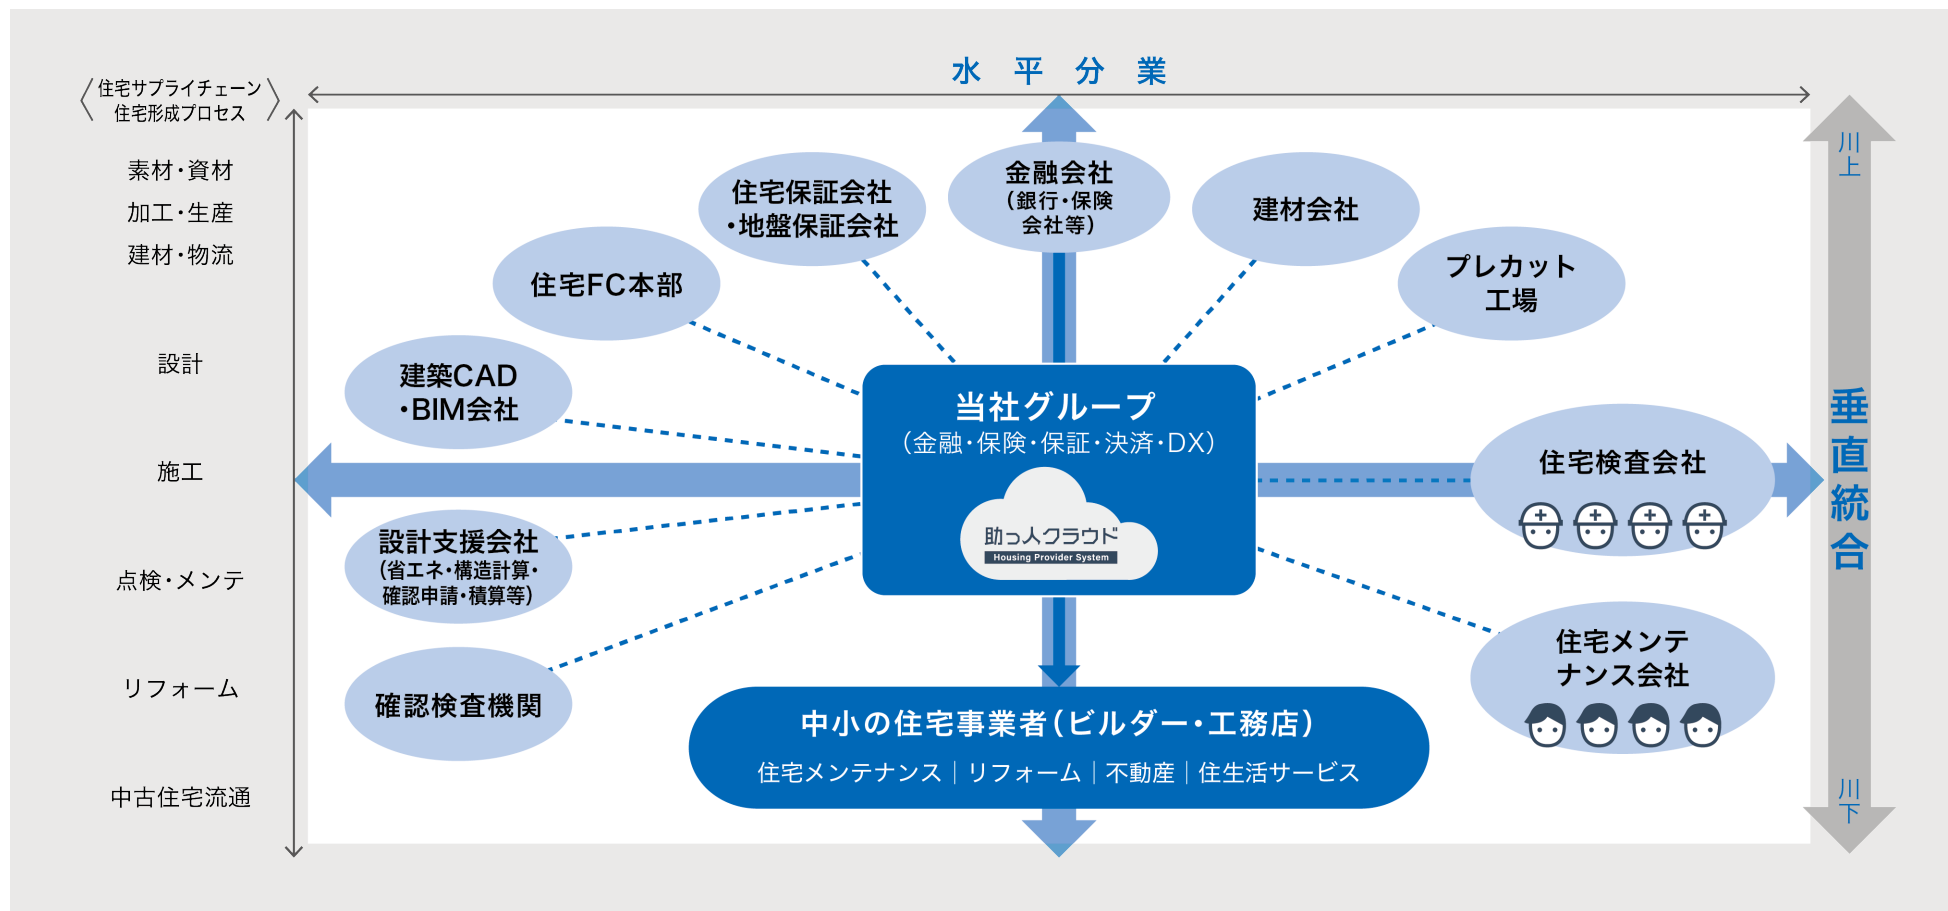 水平分業
〈住宅サプライチェーン
住宅形成プロセス〉
素材・資材
加工・生産
建材・物流
設計
施工
点検・メンテ
リフォーム
中古住宅流通
川上
垂直統合
川下
金融会社
(銀行・保険
会社等)
住宅保証会社
・地盤保証会社
建材会社
住宅FC本部
プレカット
工場
建築CAD
・BIM会社
当社グループ
(金融・保険・保証・決済・DX)
助っ人クラウド
Housing Provider System
住宅検査会社
設計支援会社
(省エネ・構造計算・
確認申請・積算等)
住宅メンテ
ナンス会社
確認検査機関
中小の住宅事業者(ビルダー・工務店)
住宅メンテナンス｜リフォーム｜不動産｜住生活サービス